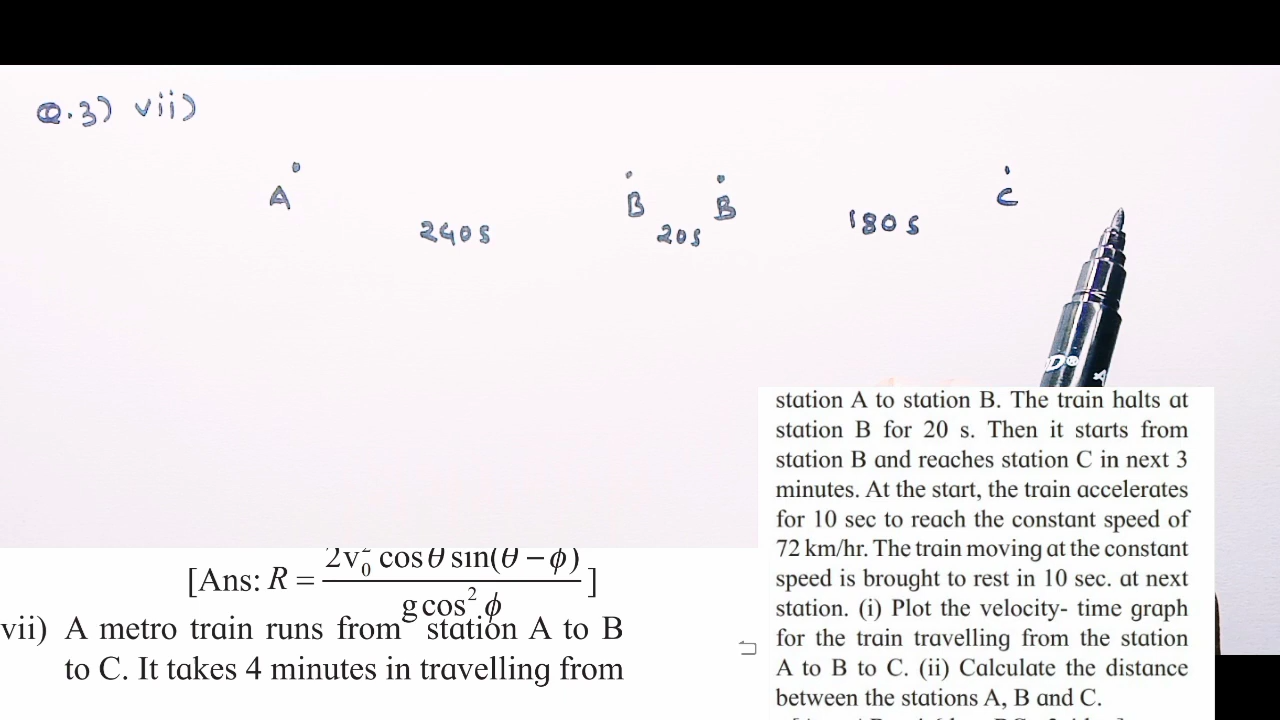 Q.3) vii)
A B B C
240s 20s 180s
[Ans: R = 2v₀² cosθ sin(θ − ϕ) / g cos² ϕ ]
vii) A metro train runs from station A to B
to C. It takes 4 minutes in travelling from
station A to station B. The train halts at
station B for 20 s. Then it starts from
station B and reaches station C in next 3
minutes. At the start, the train accelerates
for 10 sec to reach the constant speed of
72 km/hr. The train moving at the constant
speed is brought to rest in 10 sec. at next
station. (i) Plot the velocity- time graph
for the train travelling from the station
A to B to C. (ii) Calculate the distance
between the stations A, B and C.